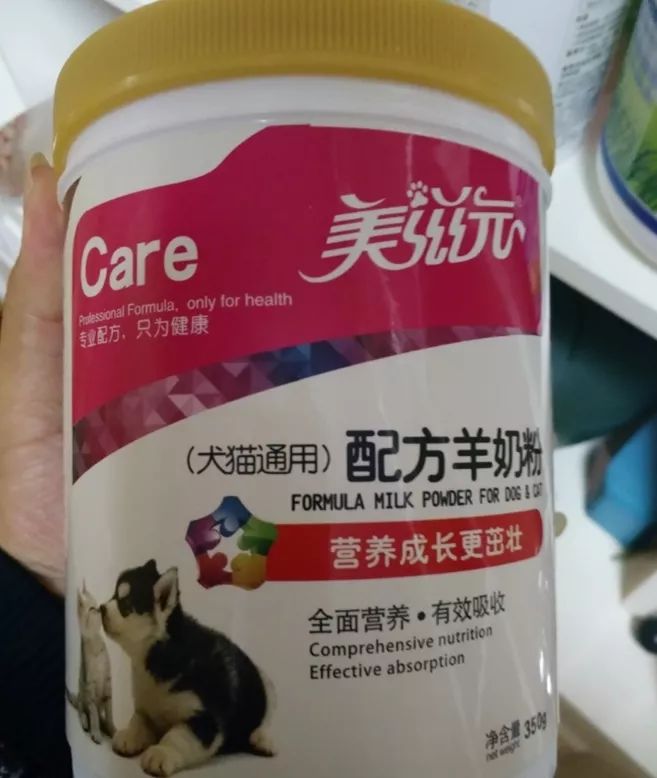 美滋元
Care
Professional Formula, only for health
专业配方，只为健康
（犬猫通用）配方羊奶粉
FORMULA MILK POWDER FOR DOG & CAT
营养成长更茁壮
全面营养·有效吸收
Comprehensive nutrition
Effective absorption
净含量 350g
net weight